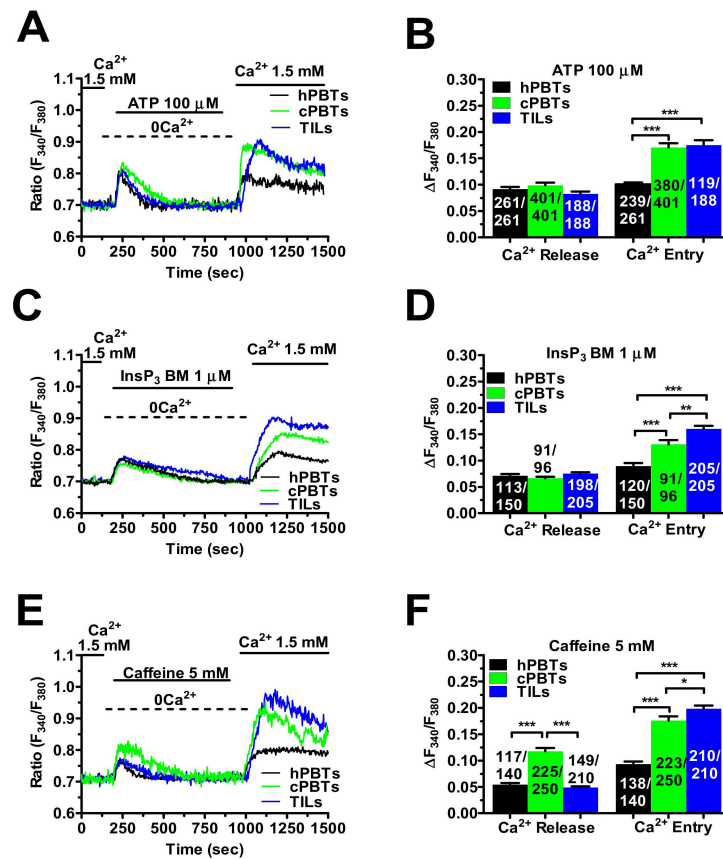 A
Ca²⁺
1.5 mM
Ca²⁺ 1.5 mM
ATP 100 µM
0Ca²⁺
hPBTs
cPBTs
TILs
Ratio (F₃₄₀/F₃₈₀)
1.1
1.0
0.9
0.8
0.7
0.6
0 250 500 750 1000 1250 1500
Time (sec)
B
ATP 100 µM
hPBTs
cPBTs
TILs
ΔF₃₄₀/F₃₈₀
0.30
0.25
0.20
0.15
0.10
0.05
0.00
***
***
261/
261
401/
401
188/
188
239/
261
380/
401
119/
188
Ca²⁺ Release
Ca²⁺ Entry
C
Ca²⁺
1.5 mM
Ca²⁺ 1.5 mM
InsP₃ BM 1 µM
0Ca²⁺
hPBTs
cPBTs
TILs
Ratio (F₃₄₀/F₃₈₀)
1.1
1.0
0.9
0.8
0.7
0.6
0 250 500 750 1000 1250 1500
Time (sec)
D
InsP₃ BM 1 µM
hPBTs
cPBTs
TILs
ΔF₃₄₀/F₃₈₀
0.30
0.25
0.20
0.15
0.10
0.05
0.00
***
***
**
113/
150
91/
96
198/
205
120/
150
91/
96
205/
205
Ca²⁺ Release
Ca²⁺ Entry
E
Ca²⁺
1.5 mM
Ca²⁺ 1.5 mM
Caffeine 5 mM
0Ca²⁺
hPBTs
cPBTs
TILs
Ratio (F₃₄₀/F₃₈₀)
1.1
1.0
0.9
0.8
0.7
0.6
0 250 500 750 1000 1250 1500
Time (sec)
F
Caffeine 5 mM
hPBTs
cPBTs
TILs
ΔF₃₄₀/F₃₈₀
0.30
0.25
0.20
0.15
0.10
0.05
0.00
***
***
***
***
*
117/
140
225/
250
149/
210
138/
140
223/
250
210/
210
Ca²⁺ Release
Ca²⁺ Entry